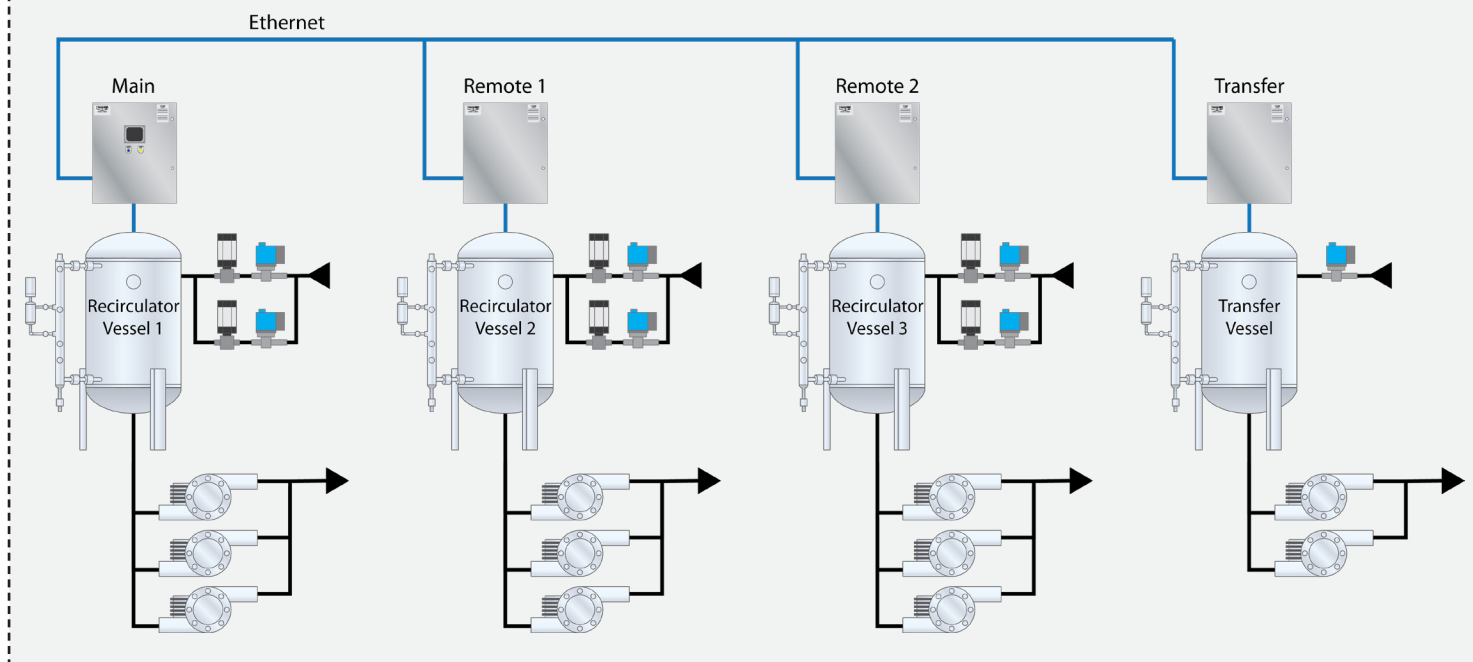 Ethernet
Main
Remote 1
Remote 2
Transfer
Recirculator
Vessel 1
Recirculator
Vessel 2
Recirculator
Vessel 3
Transfer
Vessel